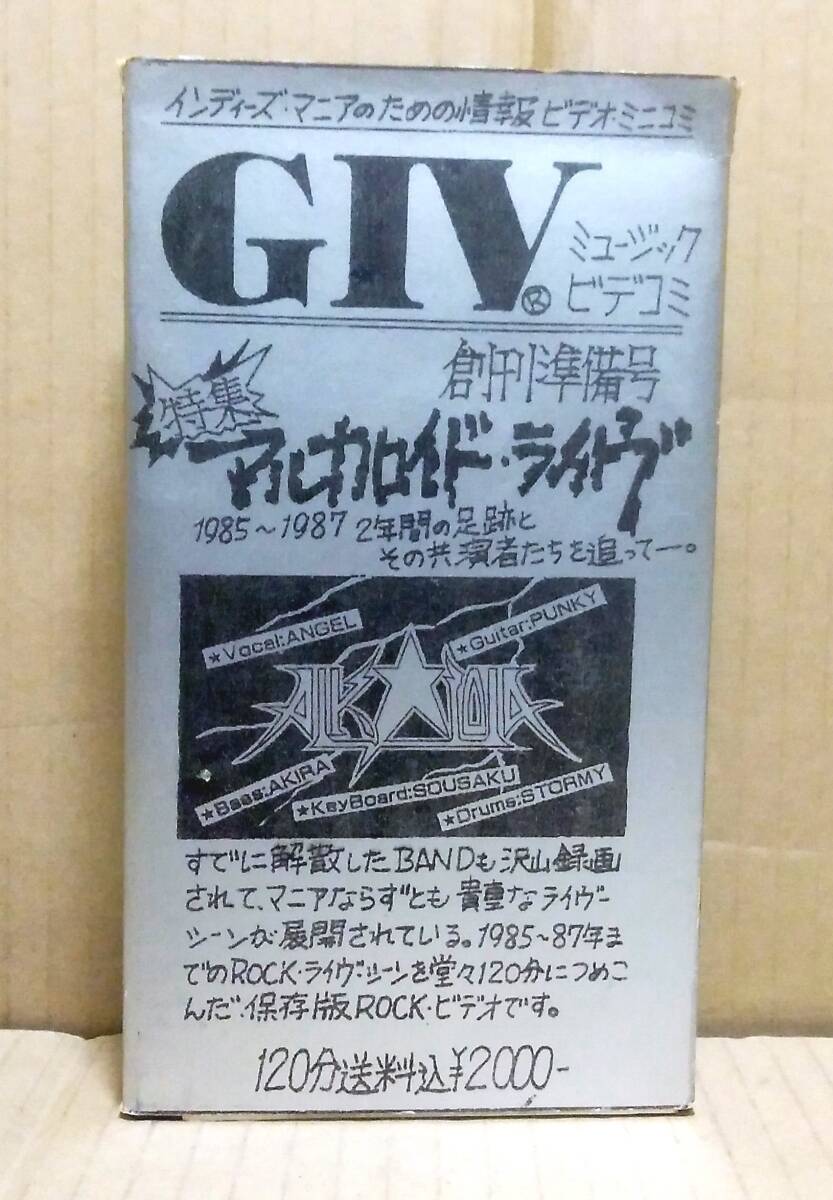 インディーズ・マニアのための情報ビデオ・ミニコミ
GIV®
ミュージック
ビデコミ
創刊準備号
特集
アルカロイド・ライヴ
1985～1987 2年間の足跡と
その共演者たちを追って―。
★Vocal:ANGEL
★Guitar:PUNKY
★Bass:AKIRA
★KeyBoard:SOUSAKU
★Drums:STORMY
すでに解散したBANDも沢山録画
されて、マニアならずとも貴重なライヴ・
シーンが展開されている。1985～87年ま
でのROCK・ライヴ・シーンを堂々120分につめこ
んだ、保存版ROCK・ビデオです。
120分送料込¥2000-